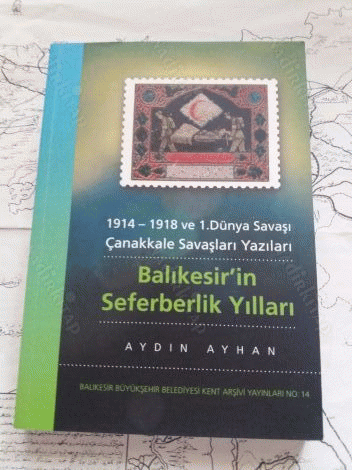 1914 – 1918 ve 1.Dünya Savaşı
Çanakkale Savaşları Yazıları
Balıkesir'in
Seferberlik Yılları
AYDIN AYHAN
BALIKESİR BÜYÜKŞEHİR BELEDİYESİ KENT ARŞİVİ YAYINLARI NO: 14